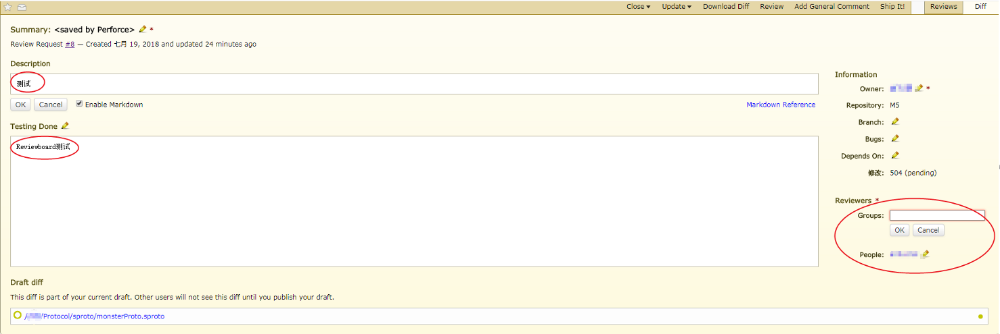 Close ▾ Update ▾ Download Diff Review Add General Comment Ship It! Reviews Diff
Summary: <saved by Perforce> *
Review Request #8 — Created 七月 19, 2018 and updated 24 minutes ago
Description
测试
OK Cancel Enable Markdown Markdown Reference
Testing Done
Reviewboard测试
Information
Owner: *
Repository: M5
Branch:
Bugs:
Depends On:
修改: 504 (pending)
Reviewers *
Groups:
OK Cancel
People:
Draft diff
This diff is part of your current draft. Other users will not see this diff until you publish your draft.
/ /Protocol/sproto/monsterProto.sproto